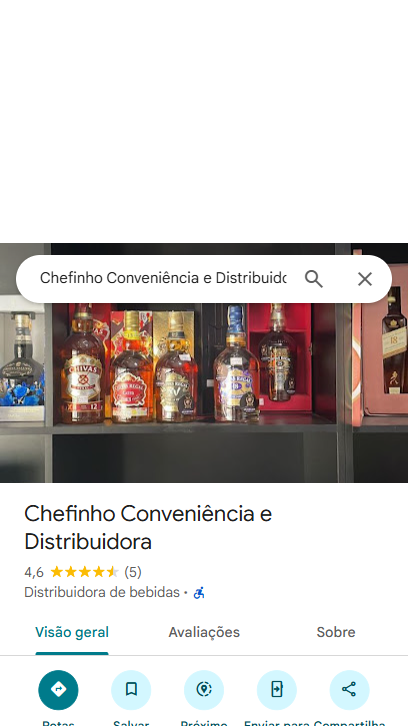 Chefinho Conveniência e Distribuido
CHIVAS
12
Chefinho Conveniência e
Distribuidora
4,6 (5)
Distribuidora de bebidas ·
Visão geral Avaliações Sobre
Rotas Salvar Próximo Enviar para Compartilha